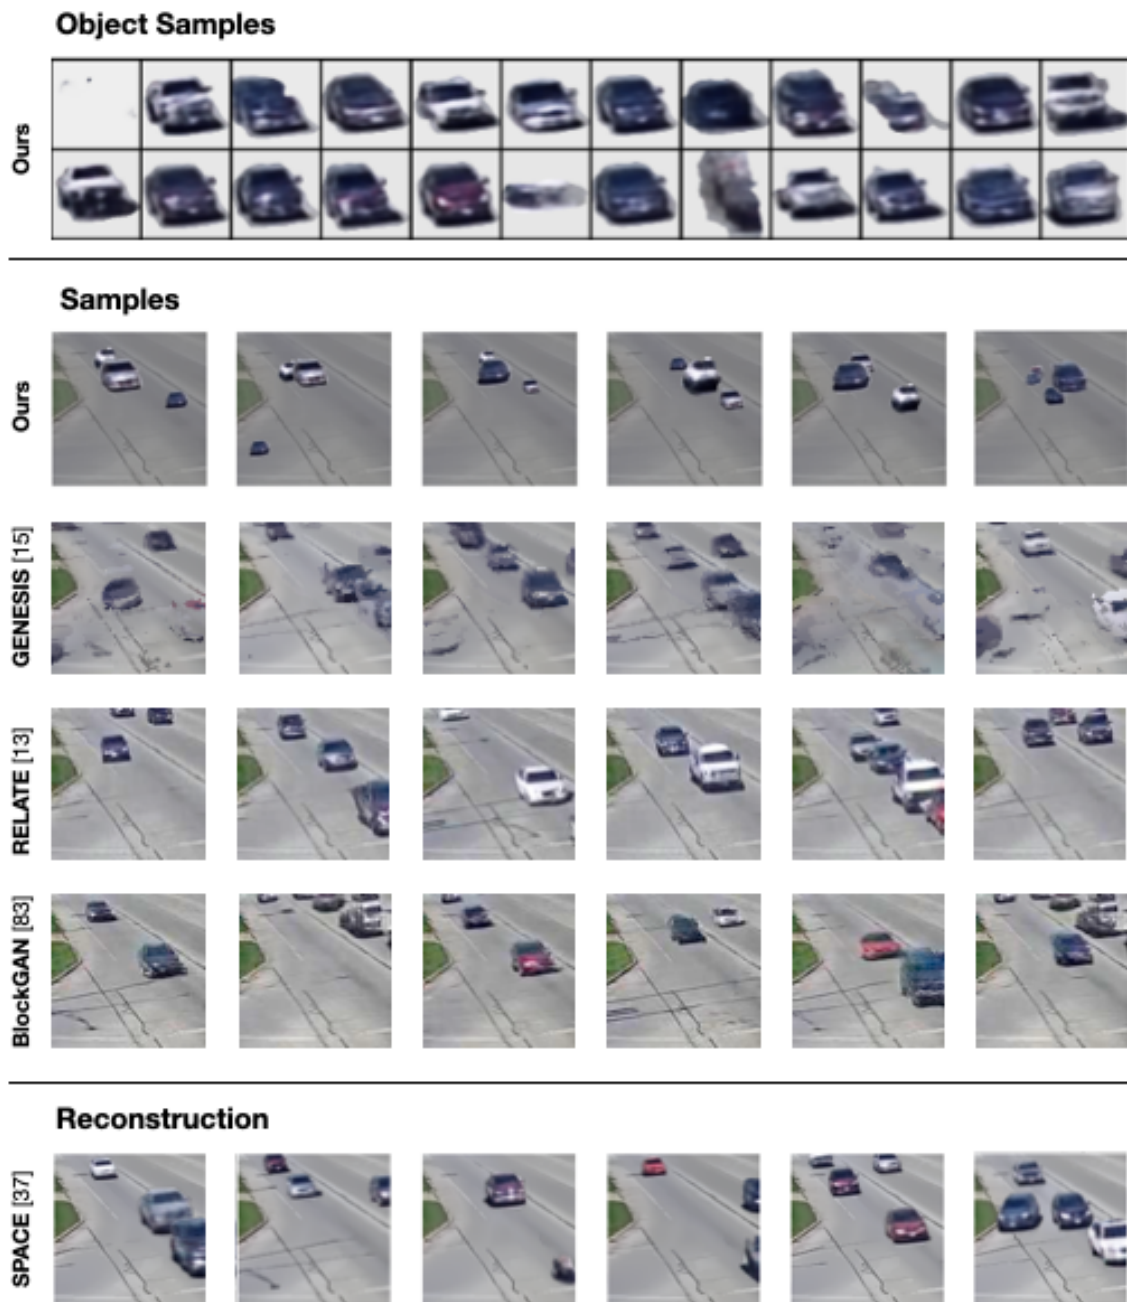 Object Samples
Ours
Samples
Ours
GENESIS [15]
RELATE [13]
BlockGAN [83]
Reconstruction
SPACE [37]